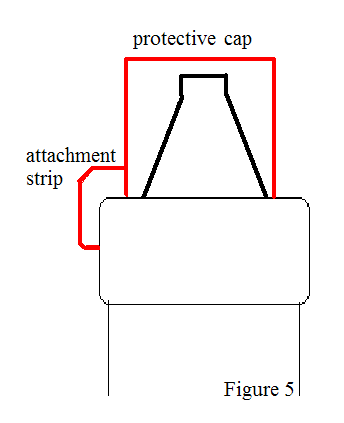 protective cap
attachment
strip
Figure 5